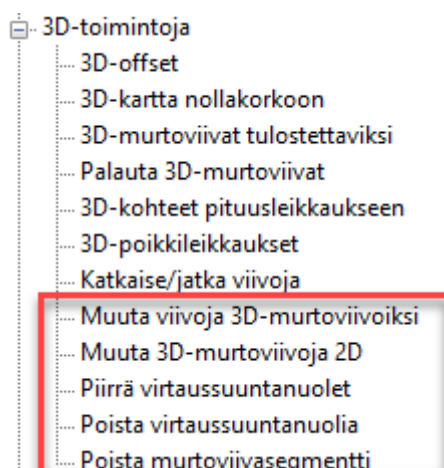 3D-toimintoja
3D-offset
3D-kartta nollakorkoon
3D-murtoviivat tulostettaviksi
Palauta 3D-murtoviivat
3D-kohteet pituusleikkaukseen
3D-poikkileikkaukset
Katkaise/jatka viivoja
Muuta viivoja 3D-murtoviivoiksi
Muuta 3D-murtoviivoja 2D
Piirrä virtaussuuntanuolet
Poista virtaussuuntanuolia
Poista murtoviivasegmentti